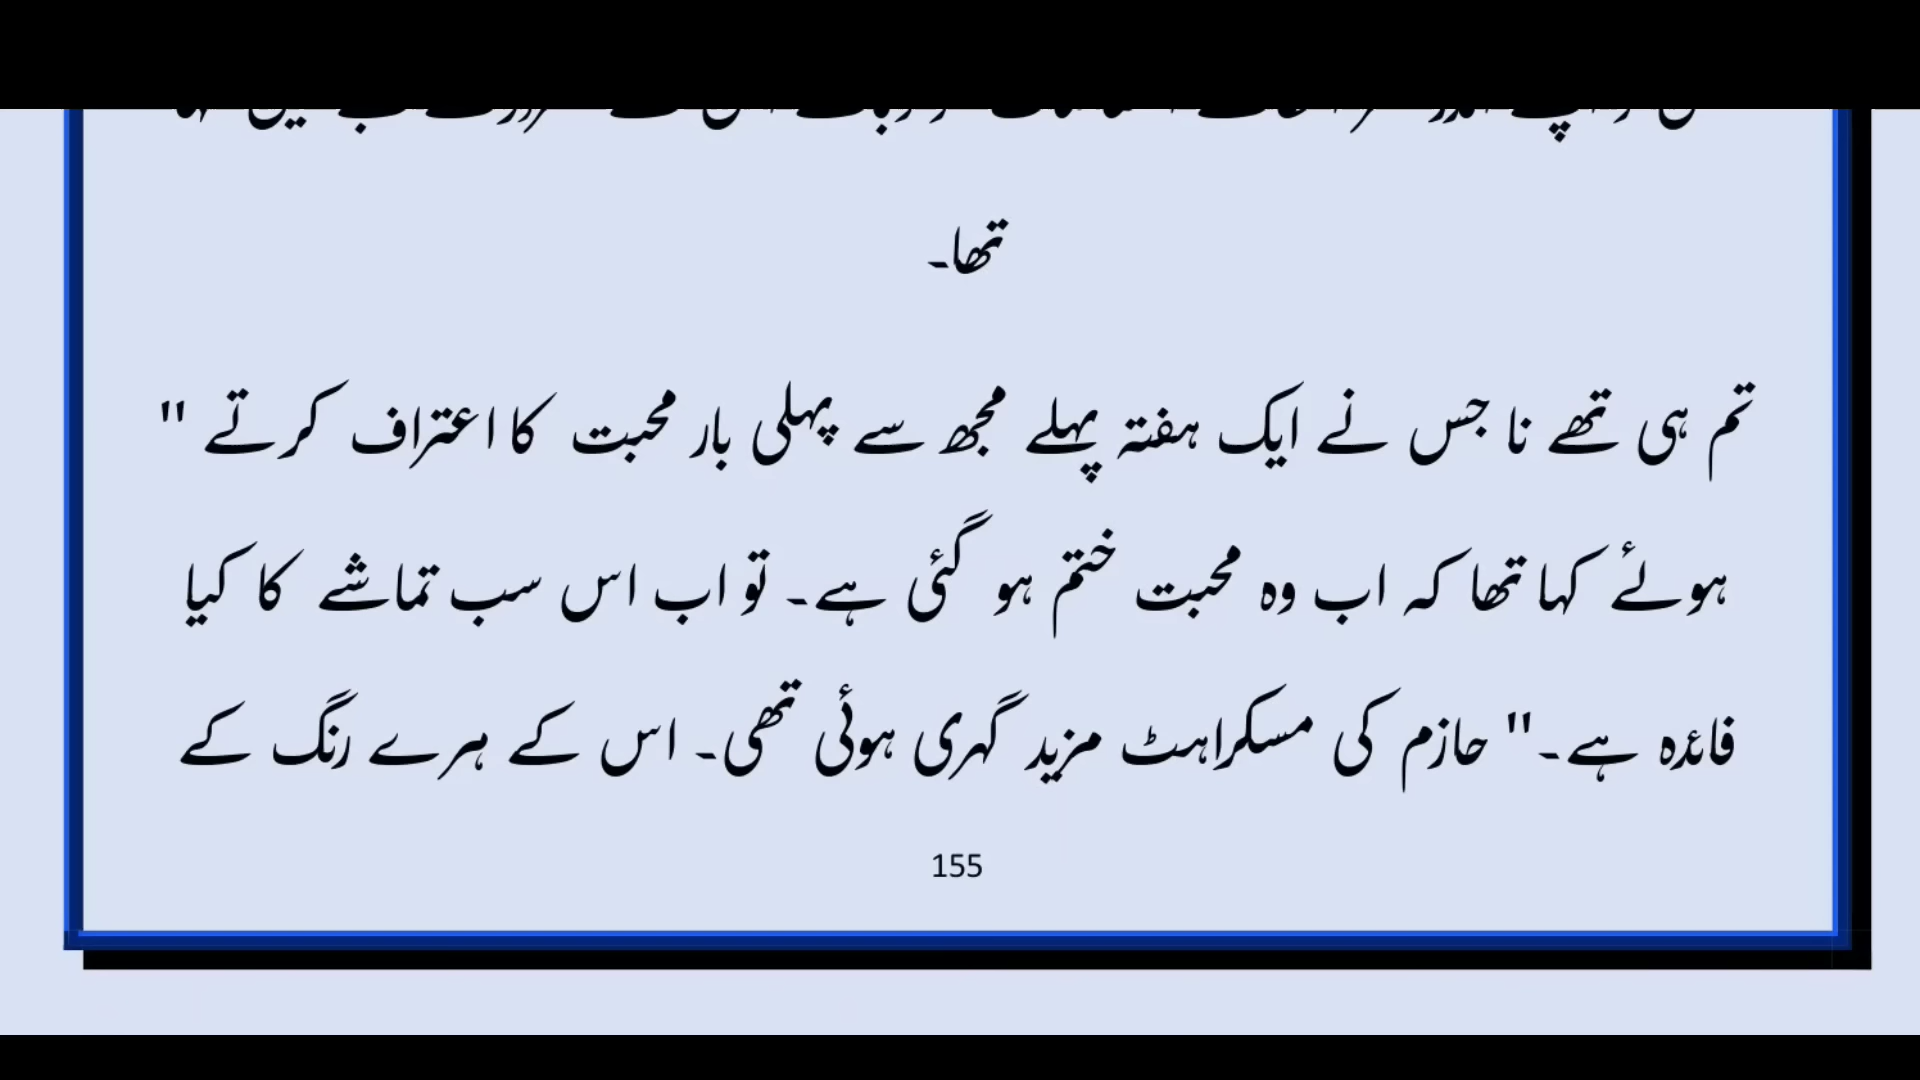 تھا۔
تم ہی تھے نا جس نے ایک ہفتہ پہلے مجھ سے پہلی بار محبت کا اعتراف کرتے "
ہوئے کہا تھا کہ اب وہ محبت ختم ہو گئی ہے۔ تو اب اس سب تماشے کا کیا
فائدہ ہے۔" حازم کی مسکراہٹ مزید گہری ہوئی تھی۔ اس کے ہرے رنگ کے
155